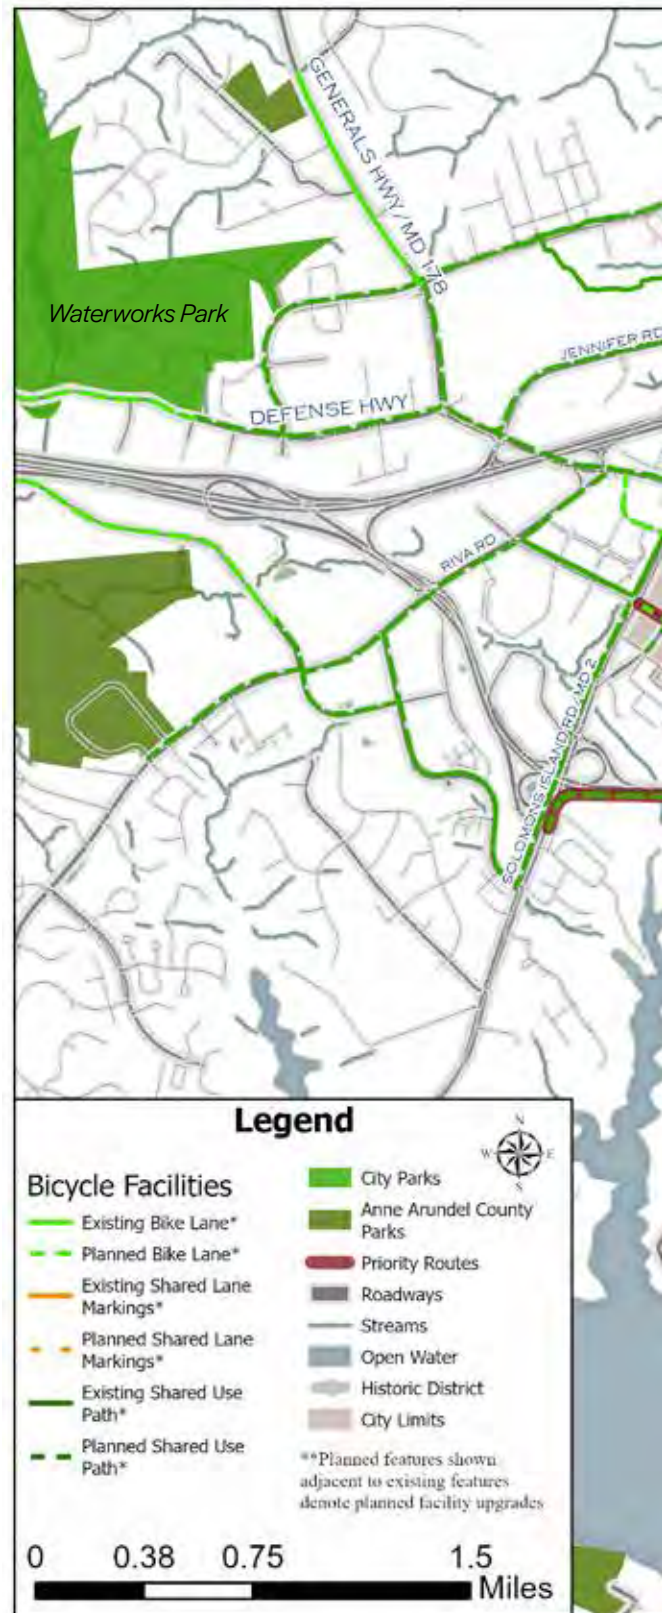 GENERALS HWY/ MD 178
Waterworks Park
JENNIFER RD
DEFENSE HWY
RIVA RD
SOLOMONS ISLAND RD / MD 2
Legend
N
W
E
S
Bicycle Facilities
Existing Bike Lane*
Planned Bike Lane*
Existing Shared Lane
Markings*
Planned Shared Lane
Markings*
Existing Shared Use
Path*
Planned Shared Use
Path*
City Parks
Anne Arundel County
Parks
Priority Routes
Roadways
Streams
Open Water
Historic District
City Limits
**Planned features shown
adjacent to existing features
denote planned facility upgrades
0 0.38 0.75 1.5
Miles